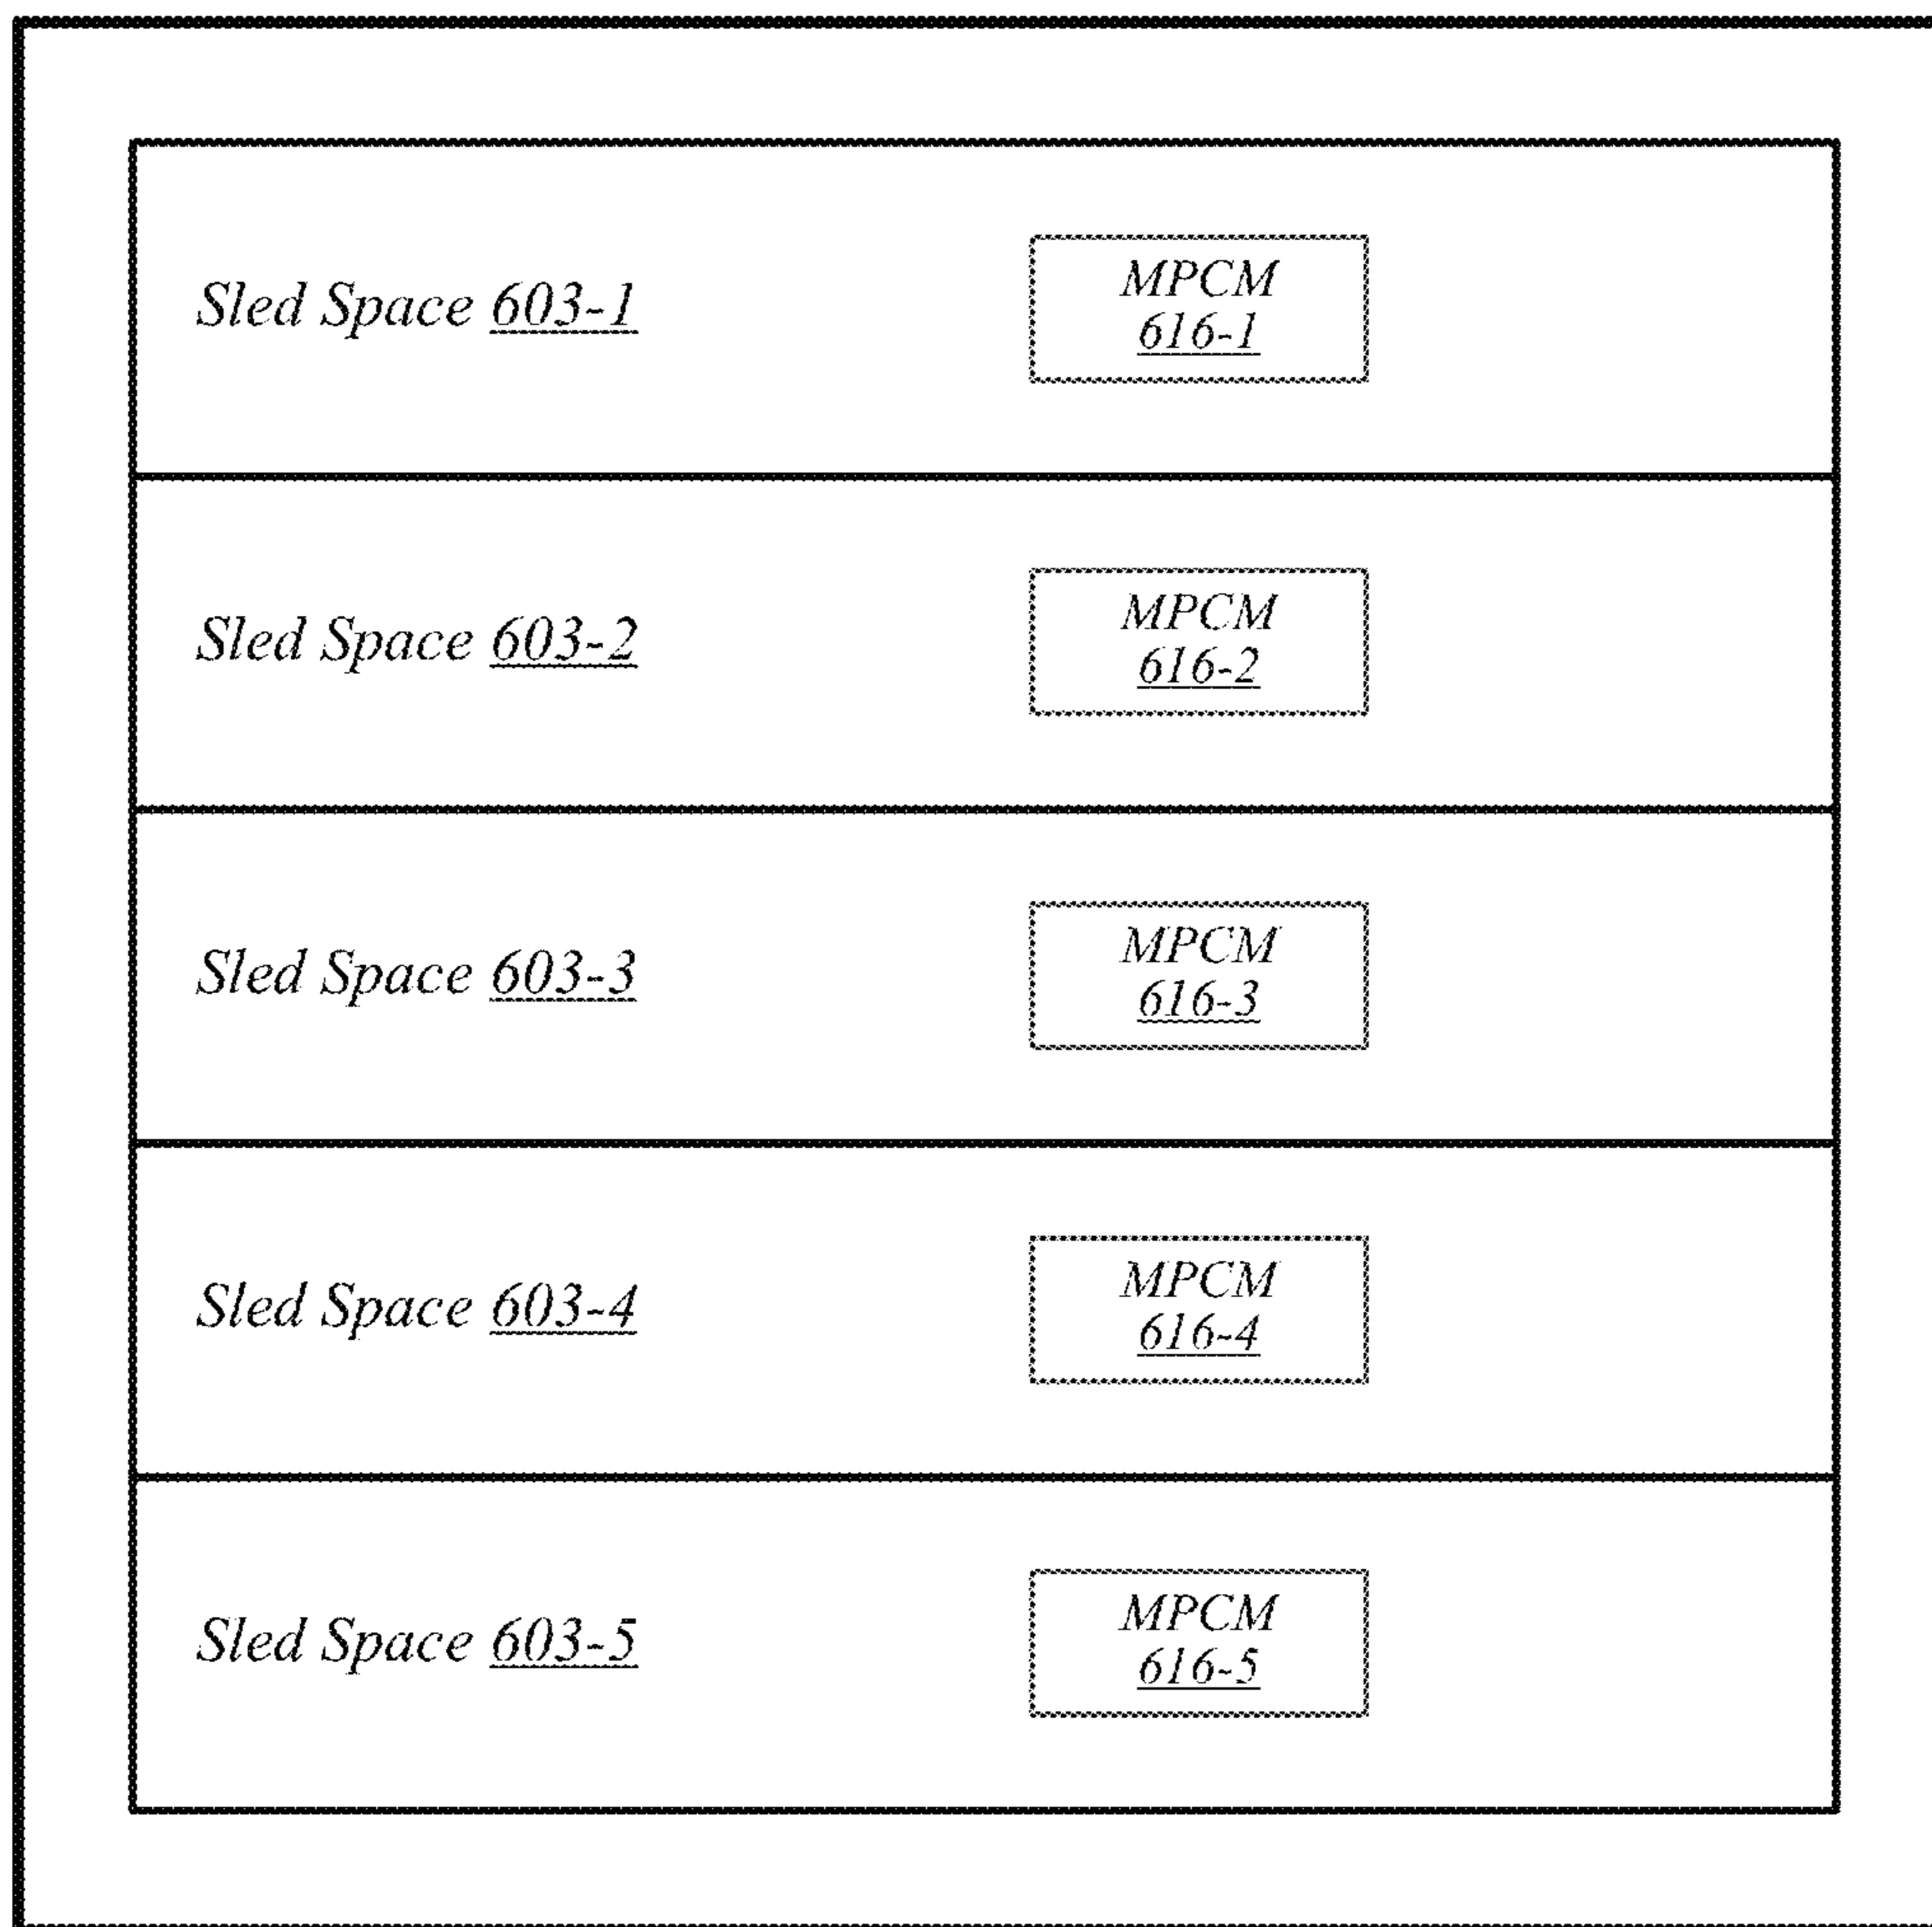 Sled Space 603-1
MPCM
616-1
Sled Space 603-2
MPCM
616-2
Sled Space 603-3
MPCM
616-3
Sled Space 603-4
MPCM
616-4
Sled Space 603-5
MPCM
616-5